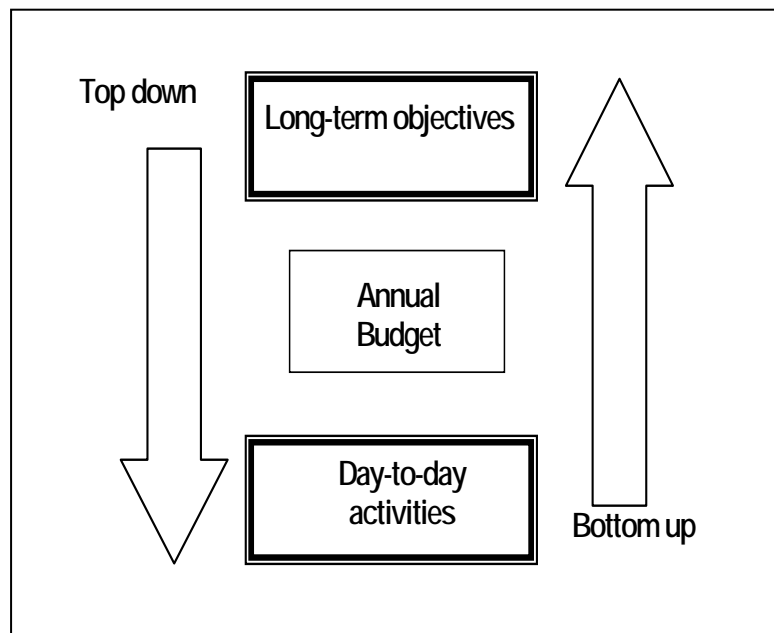 Top down
Long-term objectives
Annual
Budget
Day-to-day
activities
Bottom up